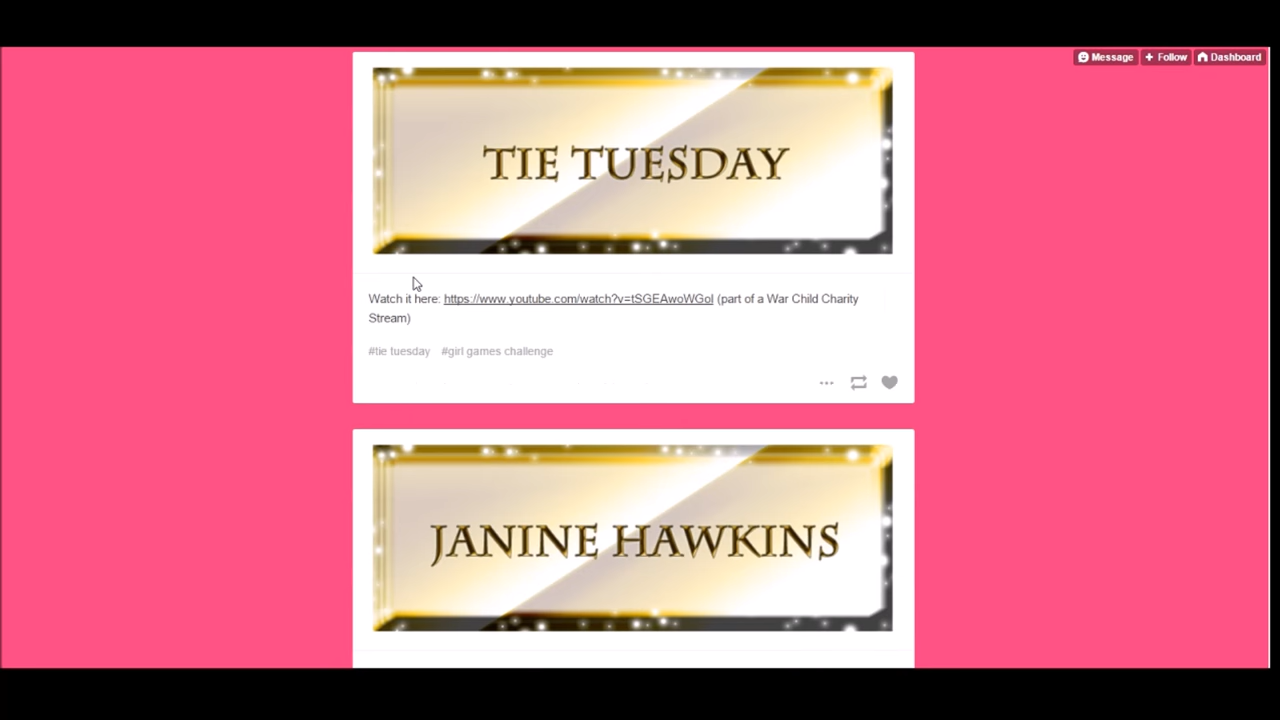 Message Follow Dashboard
TIE TUESDAY
Watch it here: https://www.youtube.com/watch?v=tSGEAwoWGoI (part of a War Child Charity
Stream)
#tie tuesday #girl games challenge
JANINE HAWKINS